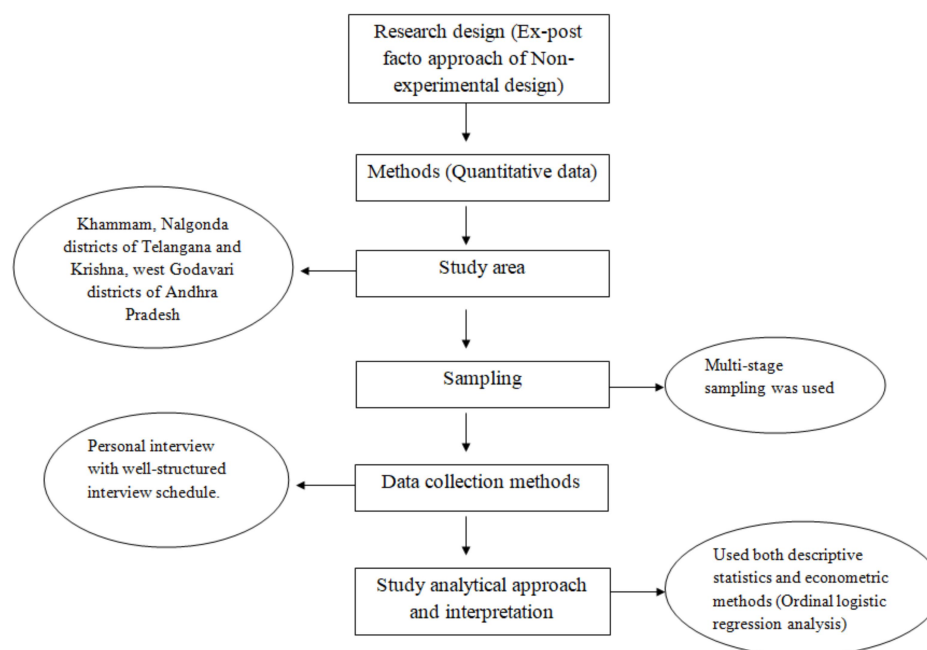 Research design (Ex-post
facto approach of Non-
experimental design)
Methods (Quantitative data)
Khammam, Nalgonda
districts of Telangana and
Krishna, west Godavari
districts of Andhra
Pradesh
Study area
Sampling
Multi-stage
sampling was used
Personal interview
with well-structured
interview schedule.
Data collection methods
Study analytical approach
and interpretation
Used both descriptive
statistics and econometric
methods (Ordinal logistic
regression analysis)